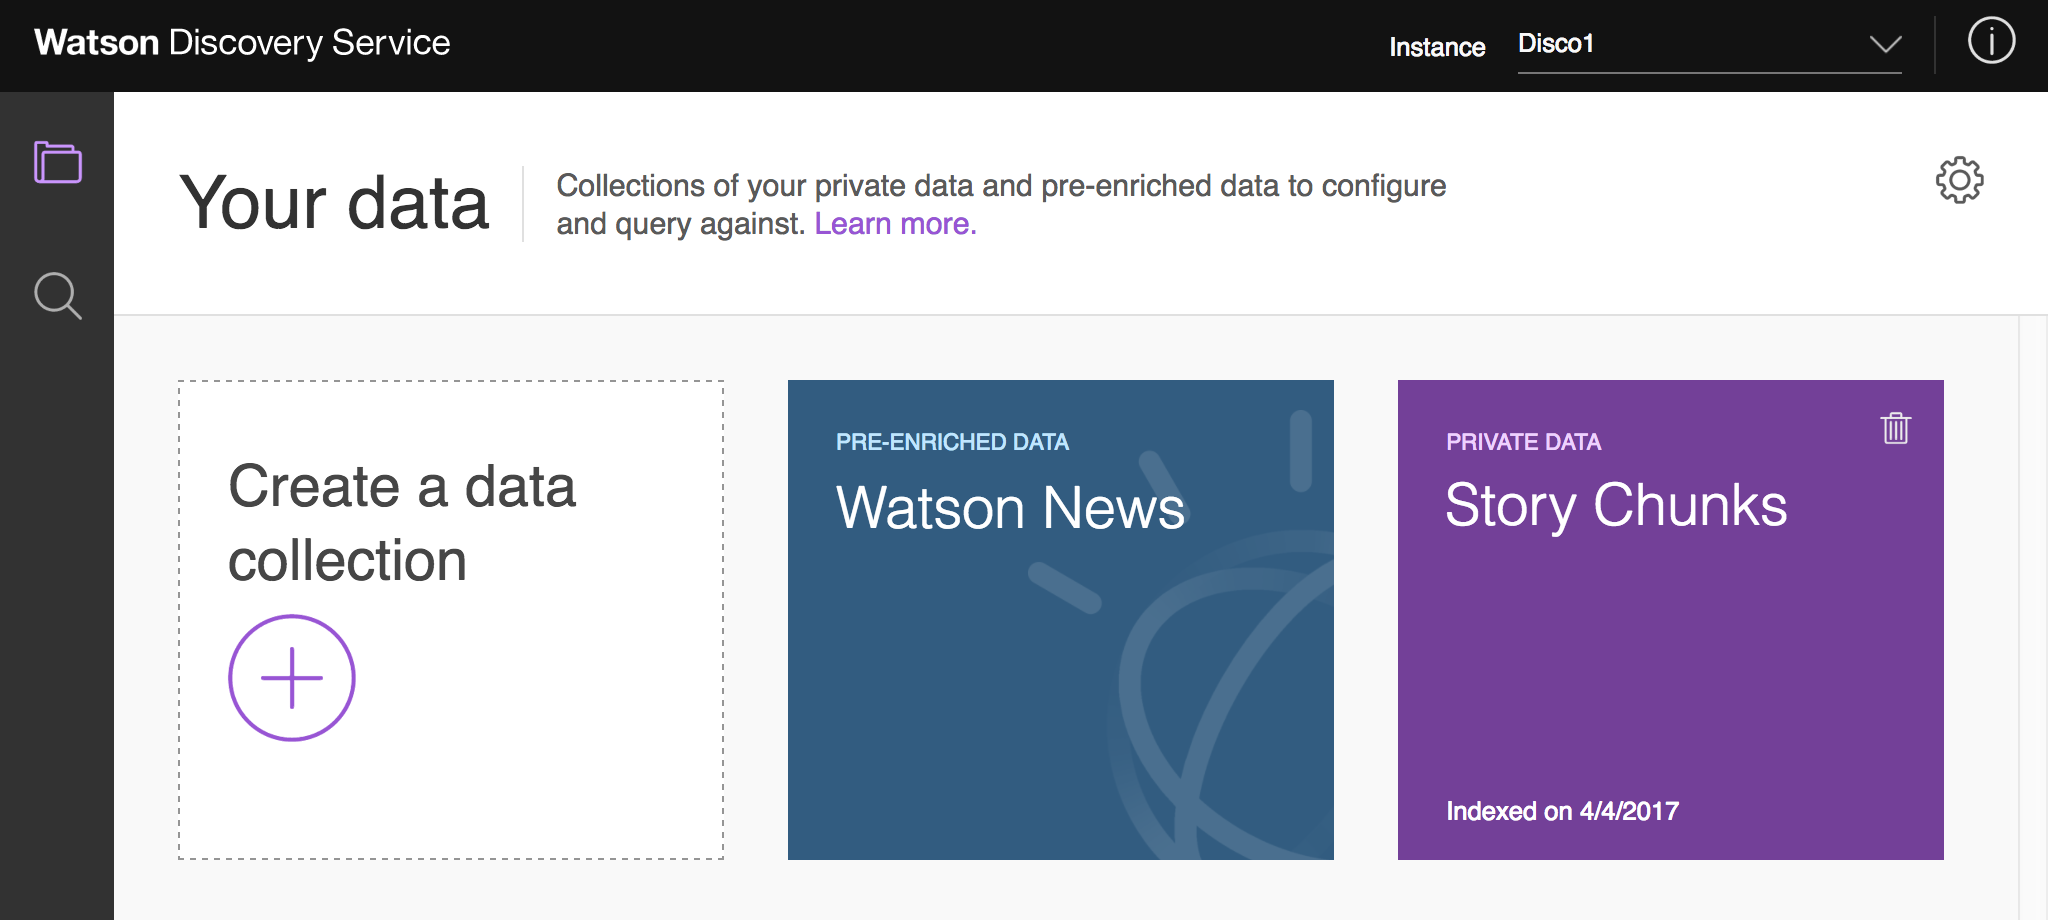 Watson Discovery Service
Instance Disco1
Your data
Collections of your private data and pre-enriched data to configure
and query against. Learn more.
Create a data
collection
PRE-ENRICHED DATA
Watson News
PRIVATE DATA
Story Chunks
Indexed on 4/4/2017